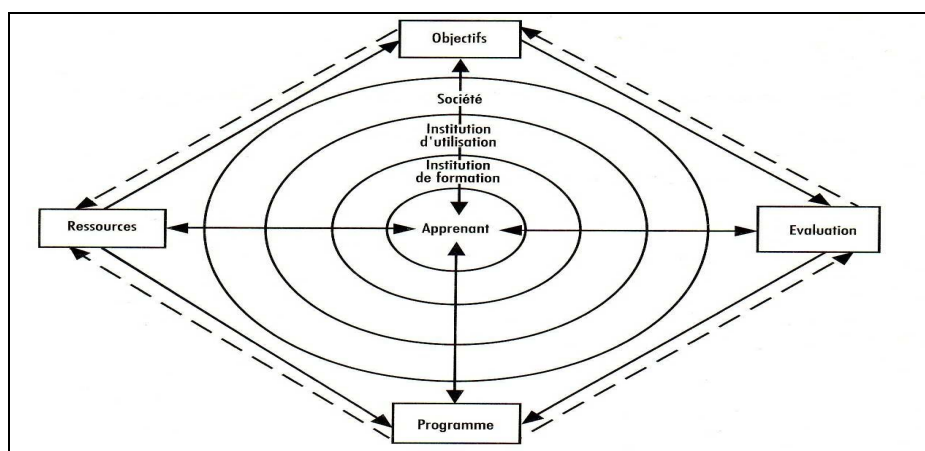 Objectifs
Société
Institution
d'utilisation
Institution
de formation
Ressources
Apprenant
Evaluation
Programme